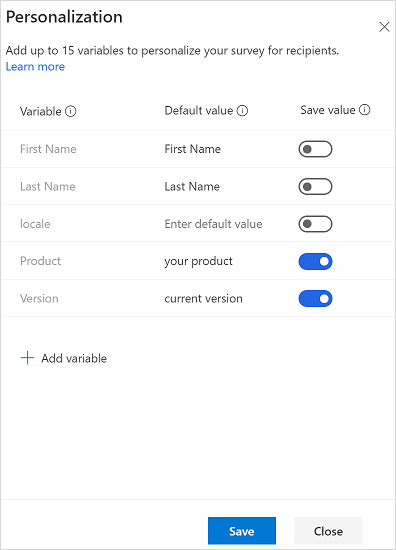 Personalization
Add up to 15 variables to personalize your survey for recipients.
Learn more
Variable Default value Save value
First Name First Name
Last Name Last Name
locale Enter default value
Product your product
Version current version
Add variable
Save Close